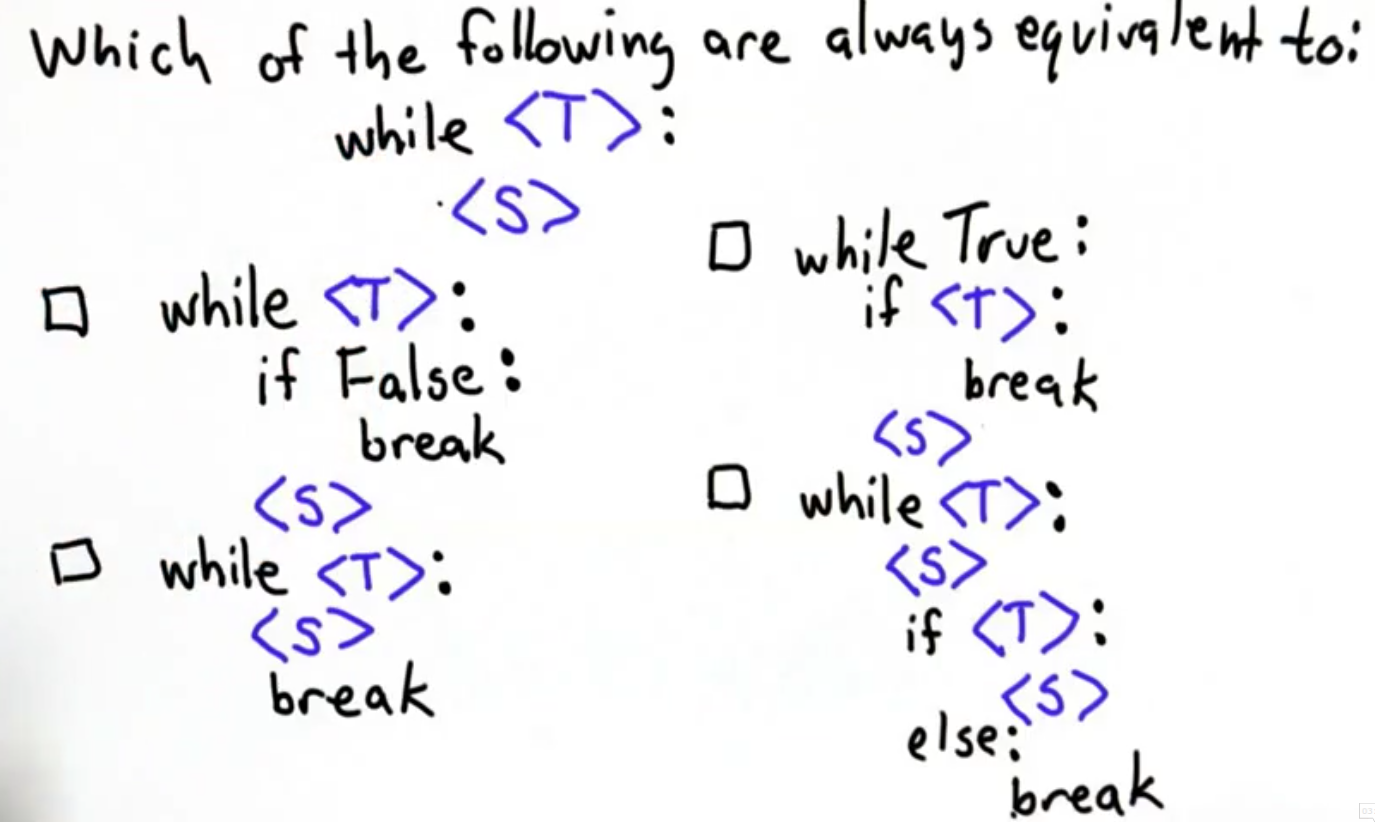 Which of the following are always equivalent to:
while <T>:
<S>
while <T>:
if False:
break
<S>
while <T>:
<S>
break
while True:
if <T>:
break
<S>
while <T>:
<S>
if <T>:
<S>
else:
break